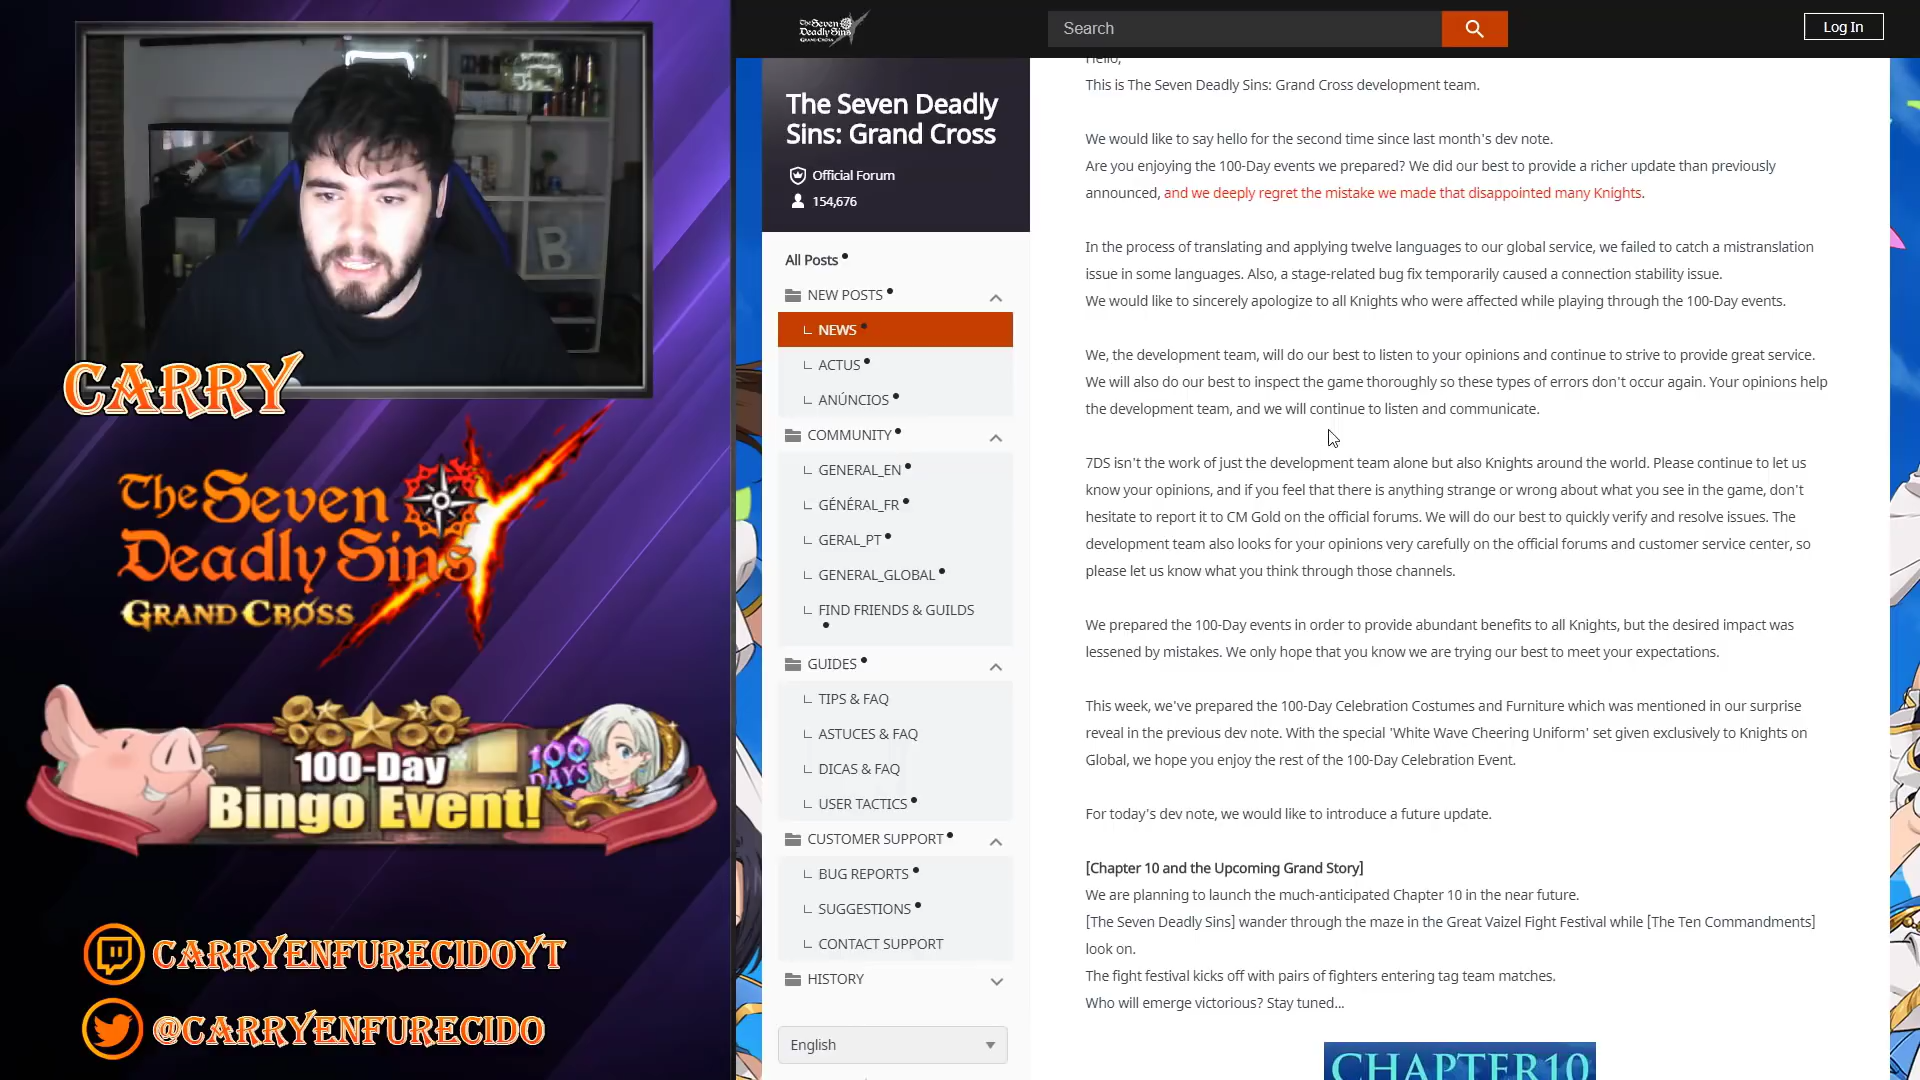 CARRY
The Seven
Deadly Sins
GRAND CROSS
100-Day
Bingo Event!
100
DAYS
CARRYENFURECIDOYT
@CARRYENFURECIDO
B
The Seven
Deadly Sins
GRAND CROSS
Search
Log In
The Seven Deadly
Sins: Grand Cross
Official Forum
154,676
All Posts
NEW POSTS
NEWS
ACTUS
ANÚNCIOS
COMMUNITY
GENERAL_EN
GÉNÉRAL_FR
GERAL_PT
GENERAL_GLOBAL
FIND FRIENDS & GUILDS
GUIDES
TIPS & FAQ
ASTUCES & FAQ
DICAS & FAQ
USER TACTICS
CUSTOMER SUPPORT
BUG REPORTS
SUGGESTIONS
CONTACT SUPPORT
HISTORY
English
Hello,
This is The Seven Deadly Sins: Grand Cross development team.
We would like to say hello for the second time since last month's dev note.
Are you enjoying the 100-Day events we prepared? We did our best to provide a richer update than previously
announced, and we deeply regret the mistake we made that disappointed many Knights.
In the process of translating and applying twelve languages to our global service, we failed to catch a mistranslation
issue in some languages. Also, a stage-related bug fix temporarily caused a connection stability issue.
We would like to sincerely apologize to all Knights who were affected while playing through the 100-Day events.
We, the development team, will do our best to listen to your opinions and continue to strive to provide great service.
We will also do our best to inspect the game thoroughly so these types of errors don't occur again. Your opinions help
the development team, and we will continue to listen and communicate.
7DS isn't the work of just the development team alone but also Knights around the world. Please continue to let us
know your opinions, and if you feel that there is anything strange or wrong about what you see in the game, don't
hesitate to report it to CM Gold on the official forums. We will do our best to quickly verify and resolve issues. The
development team also looks for your opinions very carefully on the official forums and customer service center, so
please let us know what you think through those channels.
We prepared the 100-Day events in order to provide abundant benefits to all Knights, but the desired impact was
lessened by mistakes. We only hope that you know we are trying our best to meet your expectations.
This week, we've prepared the 100-Day Celebration Costumes and Furniture which was mentioned in our surprise
reveal in the previous dev note. With the special 'White Wave Cheering Uniform' set given exclusively to Knights on
Global, we hope you enjoy the rest of the 100-Day Celebration Event.
For today's dev note, we would like to introduce a future update.
[Chapter 10 and the Upcoming Grand Story]
We are planning to launch the much-anticipated Chapter 10 in the near future.
[The Seven Deadly Sins] wander through the maze in the Great Vaizel Fight Festival while [The Ten Commandments]
look on.
The fight festival kicks off with pairs of fighters entering tag team matches.
Who will emerge victorious? Stay tuned...
CHAPTER10